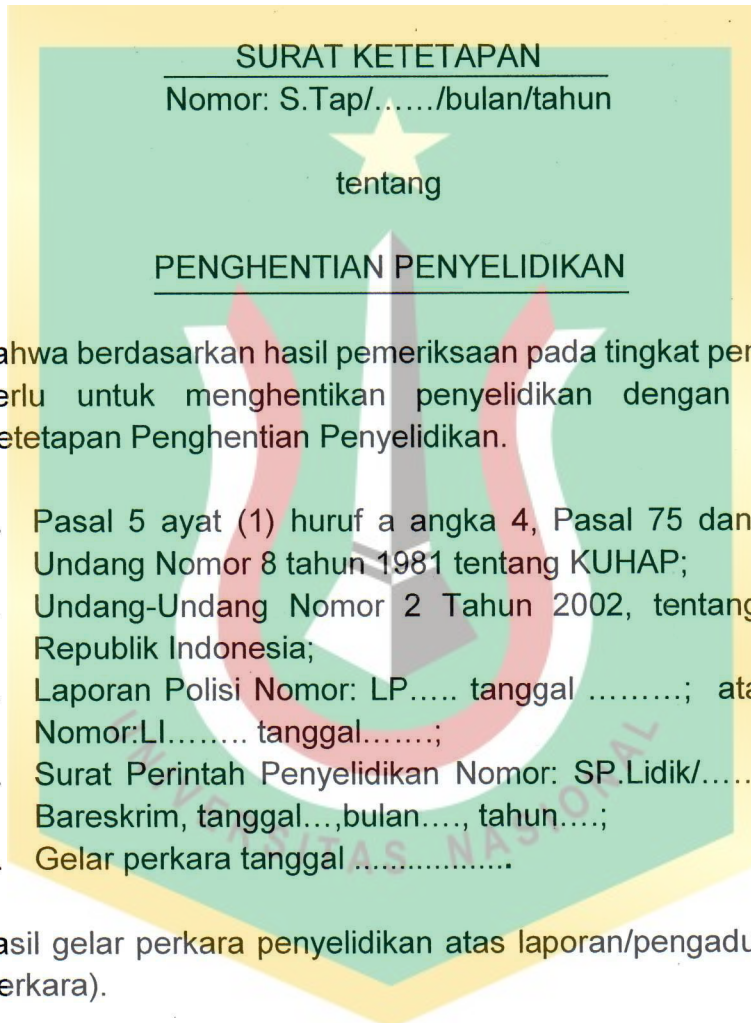 SURAT KETETAPAN
Nomor: S.Tap/....../bulan/tahun
tentang
PENGHENTIAN PENYELIDIKAN
ahwa berdasarkan hasil pemeriksaan pada tingkat per
erlu untuk menghentikan penyelidikan dengan
etetapan Penghentian Penyelidikan.
. Pasal 5 ayat (1) huruf a angka 4, Pasal 75 dan
Undang Nomor 8 tahun 1981 tentang KUHAP;
Undang-Undang Nomor 2 Tahun 2002, tentang
Republik Indonesia;
. Laporan Polisi Nomor: LP..... tanggal .........; ata
Nomor:LI........ tanggal.......;
. Surat Perintah Penyelidikan Nomor: SP.Lidik/.....
Bareskrim, tanggal...,bulan...., tahun....;
. Gelar perkara tanggal ..................
asil gelar perkara penyelidikan atas laporan/pengadu
erkara).
UNIVERSITAS NASIONAL